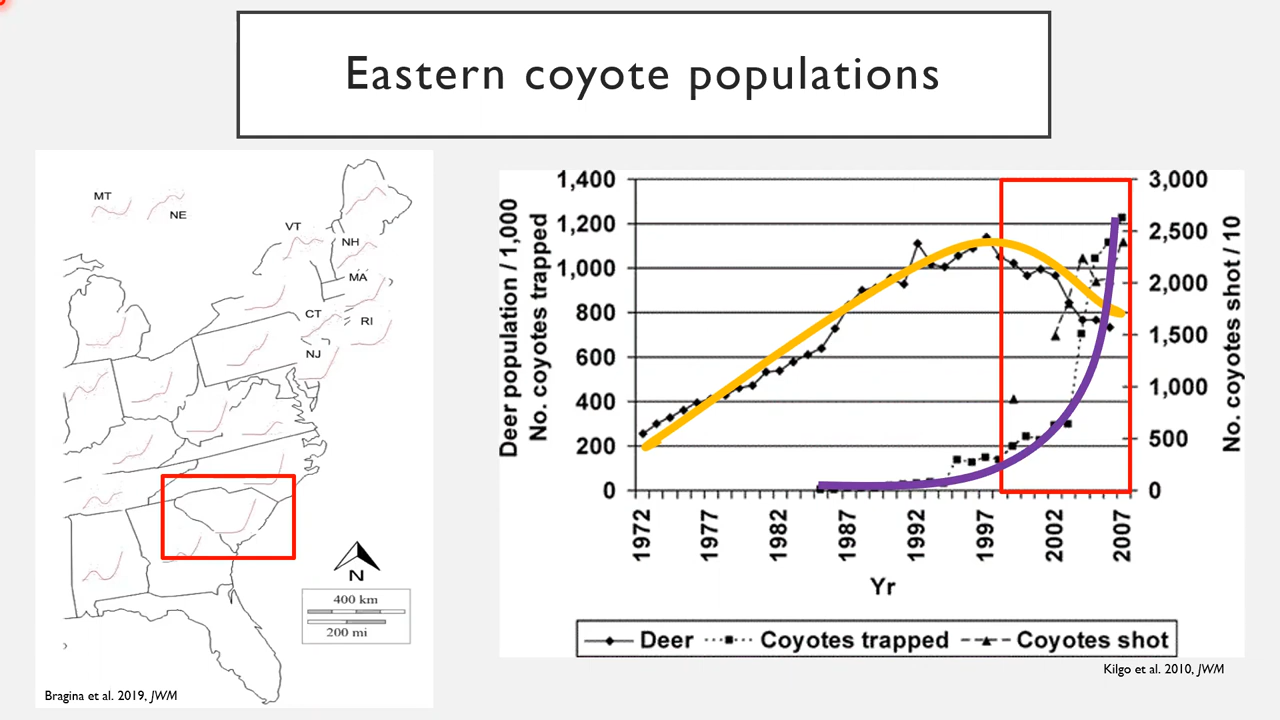 Eastern coyote populations
MT
NE
VT
NH
MA
CT
RI
NJ
N
400 km
200 mi
Bragina et al. 2019, JWM
Deer population / 1,000
No. coyotes trapped
1,400
1,200
1,000
800
600
400
200
0
3,000
2,500
2,000
1,500
1,000
500
0
No. coyotes shot / 10
1972
1977
1982
1987
1992
1997
2002
2007
Yr
Deer
Coyotes trapped
Coyotes shot
Kilgo et al. 2010, JWM